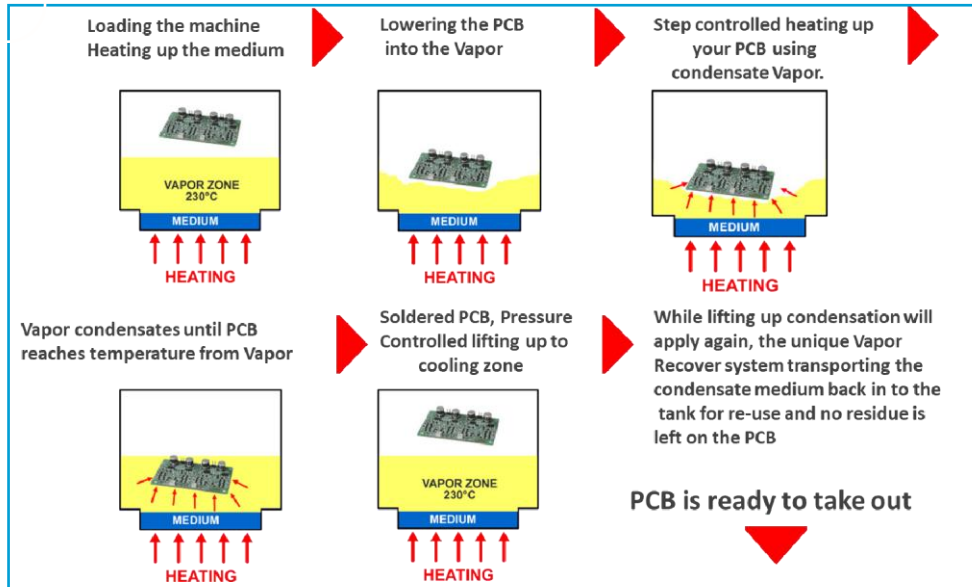 Loading the machine
Heating up the medium
Lowering the PCB
into the Vapor
Step controlled heating up
your PCB using
condensate Vapor.
VAPOR ZONE
230°C
MEDIUM
HEATING
MEDIUM
HEATING
MEDIUM
HEATING
Vapor condensates until PCB
reaches temperature from Vapor
Soldered PCB, Pressure
Controlled lifting up to
cooling zone
While lifting up condensation will
apply again, the unique Vapor
Recover system transporting the
condensate medium back in to the
tank for re-use and no residue is
left on the PCB
MEDIUM
HEATING
VAPOR ZONE
230°C
MEDIUM
HEATING
PCB is ready to take out